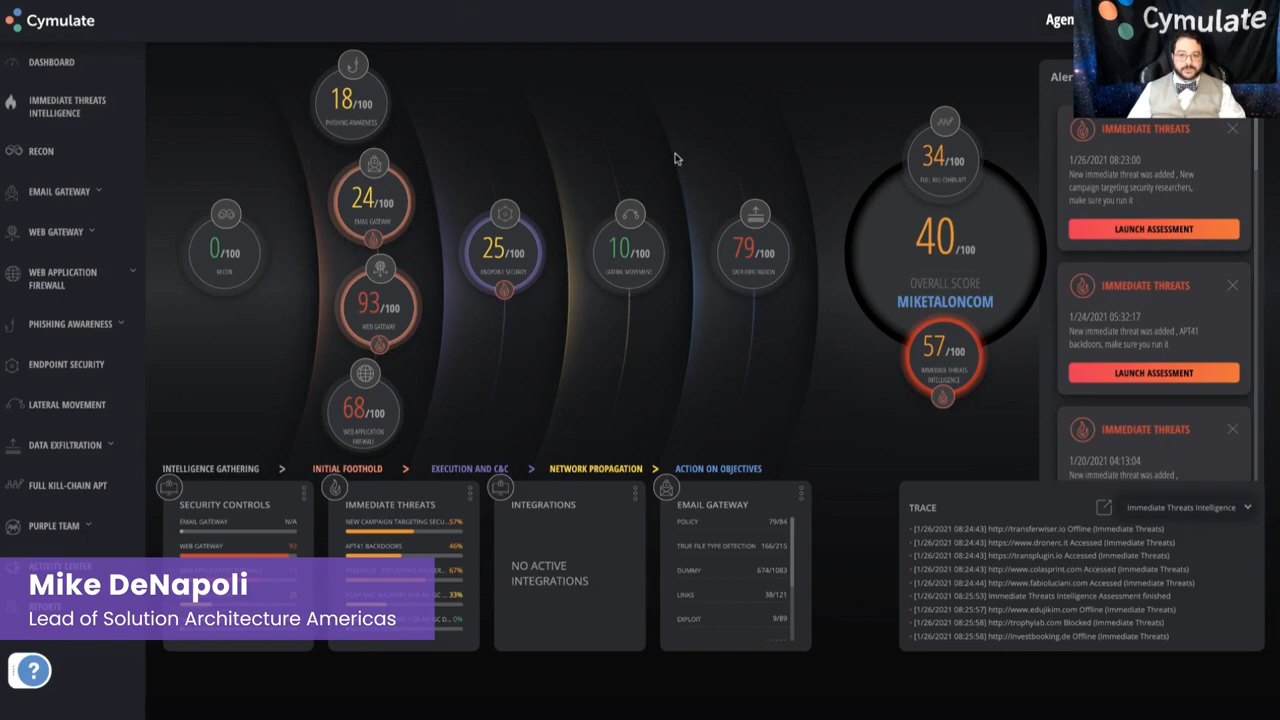 Cymulate
Agen
Cymulate
DASHBOARD
IMMEDIATE THREATS
INTELLIGENCE
RECON
EMAIL GATEWAY
WEB GATEWAY
WEB APPLICATION
FIREWALL
PHISHING AWARENESS
ENDPOINT SECURITY
LATERAL MOVEMENT
DATA EXFILTRATION
FULL KILL-CHAIN APT
PURPLE TEAM
ACTIVITY CENTER
REPORTS
18/100
PHISHING AWARENESS
24/100
EMAIL GATEWAY
0/100
RECON
93/100
WEB GATEWAY
68/100
WEB APPLICATION
FIREWALL
25/100
ENDPOINT SECURITY
10/100
LATERAL MOVEMENT
79/100
DATA EXFILTRATION
34/100
FULL KILL-CHAIN APT
40/100
OVERALL SCORE
MIKETALONCOM
57/100
IMMEDIATE THREATS
INTELLIGENCE
Aler
IMMEDIATE THREATS
1/26/2021 08:23:00
New immediate threat was added , New
campaign targeting security researchers,
make sure you run it
LAUNCH ASSESSMENT
IMMEDIATE THREATS
1/24/2021 05:32:17
New immediate threat was added , APT41
backdoors, make sure you run it
LAUNCH ASSESSMENT
IMMEDIATE THREATS
1/20/2021 04:13:04
New immediate threat was added ,
INTELLIGENCE GATHERING > INITIAL FOOTHOLD > EXECUTION AND C&C > NETWORK PROPAGATION > ACTION ON OBJECTIVES
SECURITY CONTROLS
EMAIL GATEWAY N/A
WEB GATEWAY 93
25
IMMEDIATE THREATS
NEW CAMPAIGN TARGETING SECU... 57%
APT41 BACKDOORS 46%
67%
33%
0%
INTEGRATIONS
NO ACTIVE
INTEGRATIONS
EMAIL GATEWAY
POLICY 79/84
TRUE FILE TYPE DETECTION 166/215
DUMMY 674/1083
LINKS 38/121
EXPLOIT 9/89
TRACE
Immediate Threats Intelligence
[1/26/2021 08:24:43] http://transferwiser.io Offline (Immediate Threats)
[1/26/2021 08:24:43] https://www.dronerc.it Accessed (Immediate Threats)
[1/26/2021 08:24:43] https://transplugin.io Accessed (Immediate Threats)
[1/26/2021 08:24:43] https://www.colasprint.com Accessed (Immediate Threats)
[1/26/2021 08:24:44] http://www.fabioluciani.com Accessed (Immediate Threats)
[1/26/2021 08:25:53] Immediate Threats Intelligence Assessment finished
[1/26/2021 08:25:57] http://www.edujikim.com Offline (Immediate Threats)
[1/26/2021 08:25:58] http://trophylab.com Blocked (Immediate Threats)
[1/26/2021 08:25:58] http://investbooking.de Offline (Immediate Threats)
Mike DeNapoli
Lead of Solution Architecture Americas
?